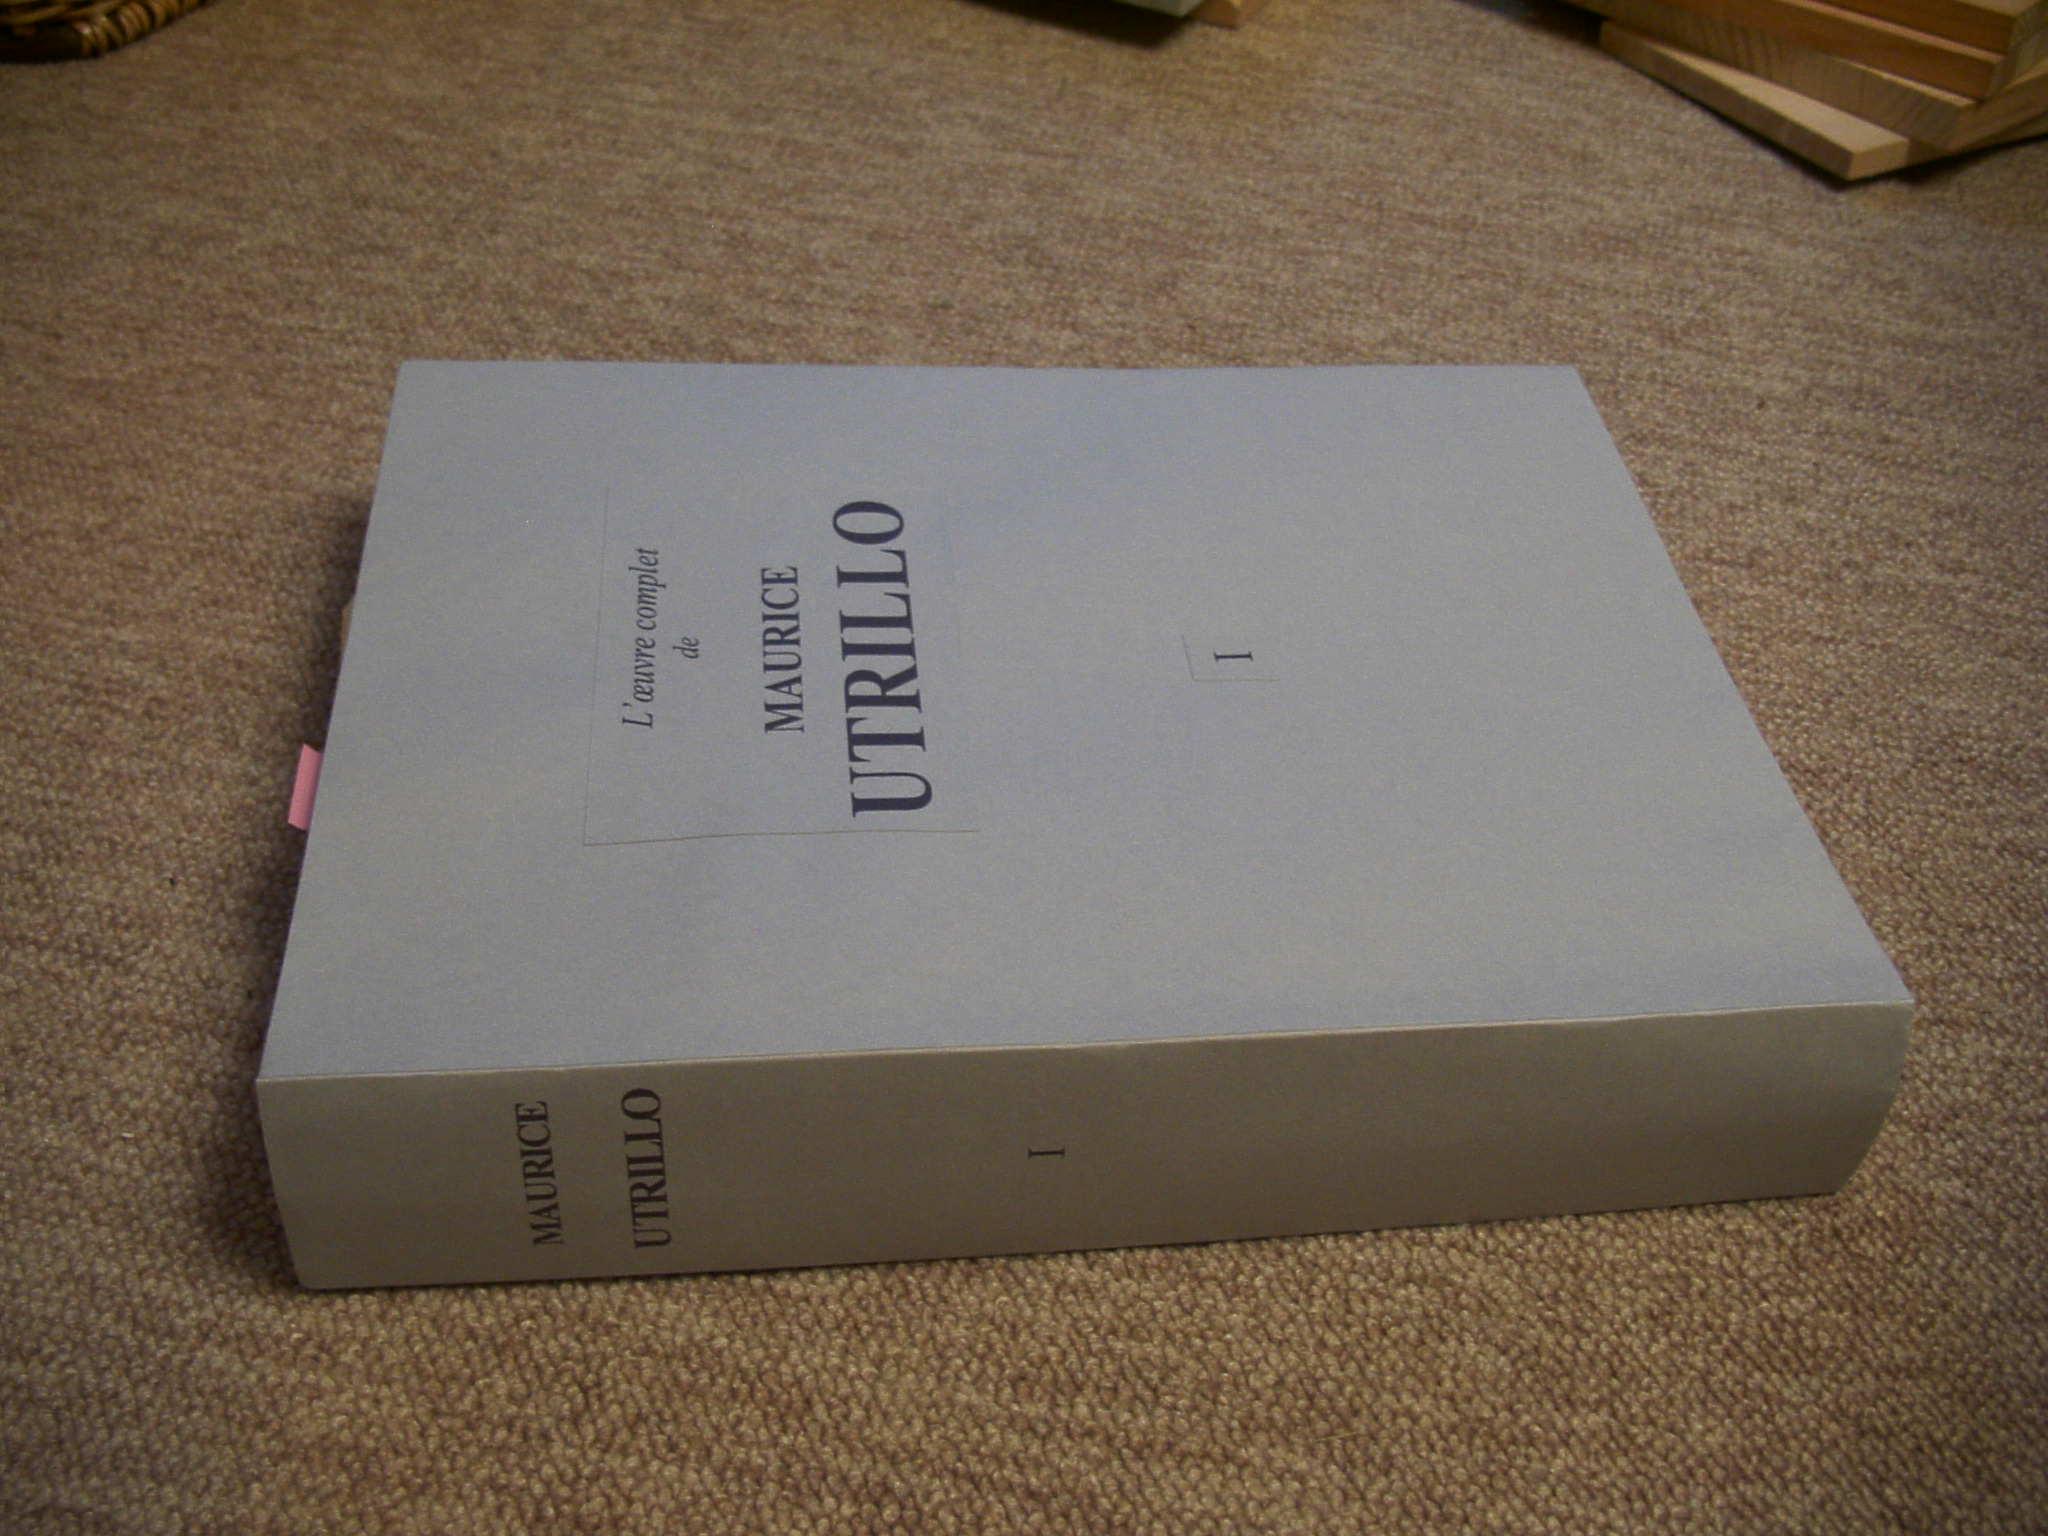 L'œuvre complet
de
MAURICE
UTRILLO
I
MAURICE
UTRILLO
I